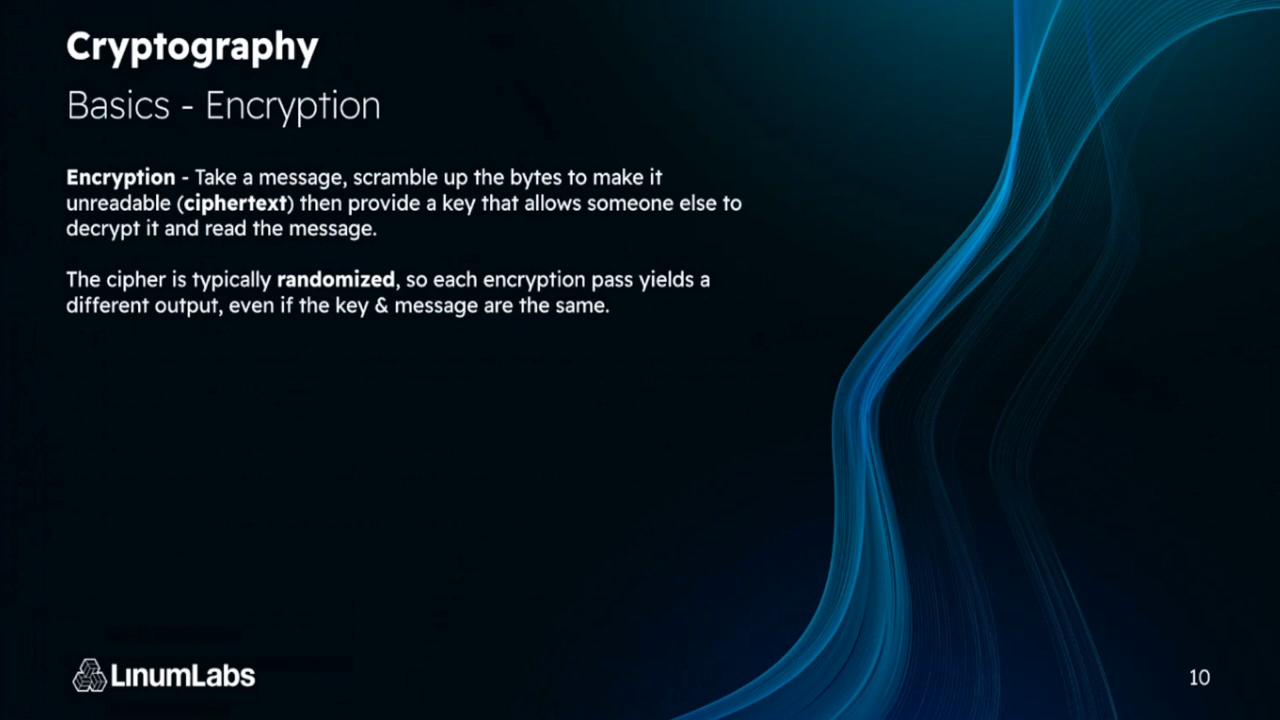 Cryptography
Basics - Encryption
Encryption - Take a message, scramble up the bytes to make it
unreadable (ciphertext) then provide a key that allows someone else to
decrypt it and read the message.
The cipher is typically randomized, so each encryption pass yields a
different output, even if the key & message are the same.
LinumLabs
10